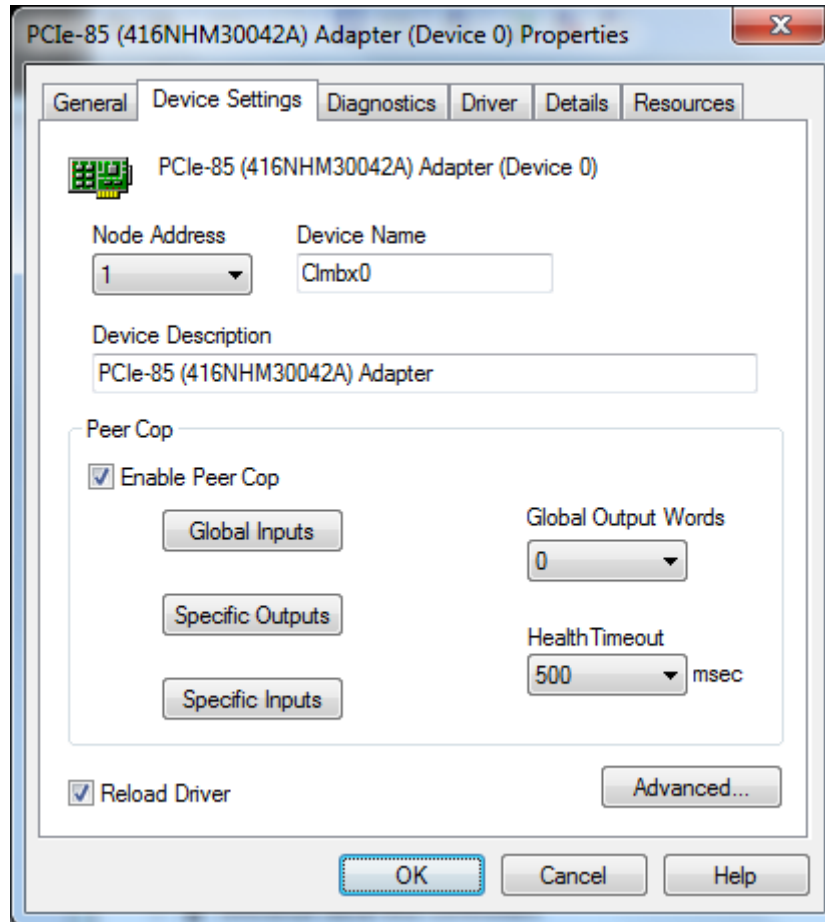 PCIe-85 (416NHM30042A) Adapter (Device 0) Properties
General Device Settings Diagnostics Driver Details Resources
PCIe-85 (416NHM30042A) Adapter (Device 0)
Node Address Device Name
1 Clmbx0
Device Description
PCIe-85 (416NHM30042A) Adapter
Peer Cop
Enable Peer Cop
Global Inputs Global Output Words
0
Specific Outputs
HealthTimeout
500 msec
Specific Inputs
Reload Driver Advanced...
OK Cancel Help